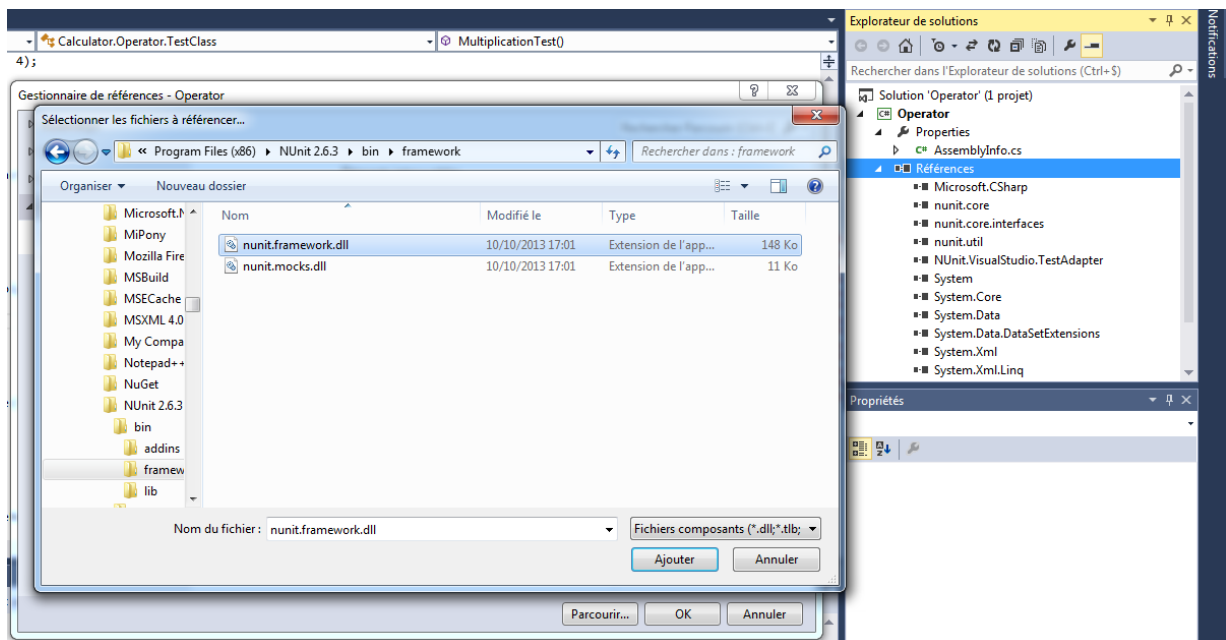 Calculator.Operator.TestClass
MultiplicationTest()
4);
Gestionnaire de références - Operator
Sélectionner les fichiers à référencer...
« Program Files (x86) NUnit 2.6.3 bin framework
Rechercher dans : framework
Organiser
Nouveau dossier
Nom
Modifié le
Type
Taille
nunit.framework.dll
10/10/2013 17:01
Extension de l'app...
148 Ko
nunit.mocks.dll
10/10/2013 17:01
Extension de l'app...
11 Ko
Microsoft.N
MiPony
Mozilla Fire
MSBuild
MSECache
MSXML 4.0
My Compa
Notepad++
NuGet
NUnit 2.6.3
bin
addins
framew
lib
Nom du fichier :
nunit.framework.dll
Fichiers composants (*.dll;*.tlb;
Ajouter
Annuler
Parcourir...
OK
Annuler
Explorateur de solutions
Rechercher dans l'Explorateur de solutions (Ctrl+$)
Solution 'Operator' (1 projet)
C# Operator
Properties
C# AssemblyInfo.cs
Références
Microsoft.CSharp
nunit.core
nunit.core.interfaces
nunit.util
NUnit.VisualStudio.TestAdapter
System
System.Core
System.Data
System.Data.DataSetExtensions
System.Xml
System.Xml.Linq
Propriétés
Notifications